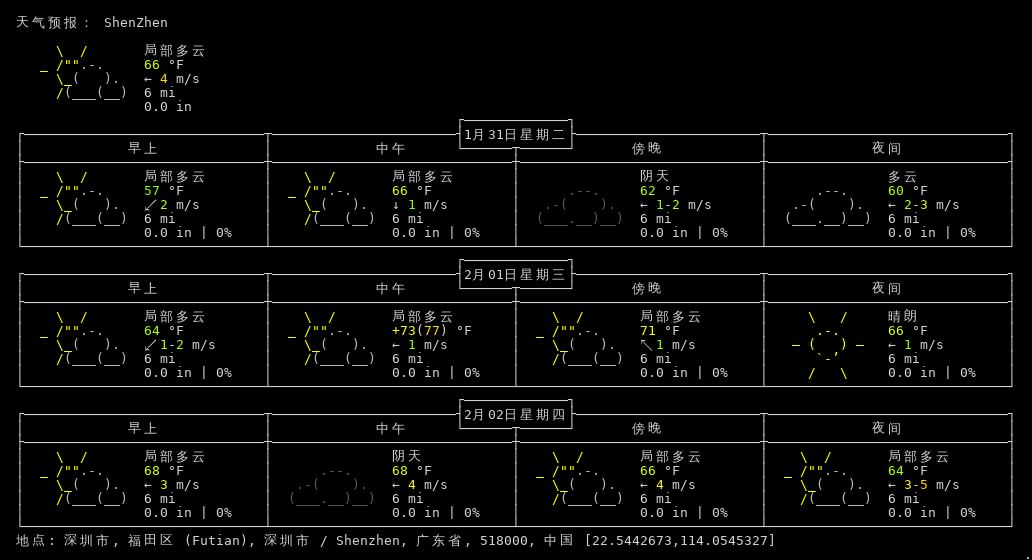 天气预报： ShenZhen
局部多云
66 °F
← 4 m/s
6 mi
0.0 in
1月31日星期二
早上 中午 傍晚 夜间
局部多云 局部多云 阴天 多云
57 °F 66 °F 62 °F 60 °F
↙ 2 m/s ↓ 1 m/s ← 1-2 m/s ← 2-3 m/s
6 mi 6 mi 6 mi 6 mi
0.0 in | 0% 0.0 in | 0% 0.0 in | 0% 0.0 in | 0%
2月01日星期三
早上 中午 傍晚 夜间
局部多云 局部多云 局部多云 晴朗
64 °F +73(77) °F 71 °F 66 °F
↙ 1-2 m/s ← 1 m/s ↖ 1 m/s ← 1 m/s
6 mi 6 mi 6 mi 6 mi
0.0 in | 0% 0.0 in | 0% 0.0 in | 0% 0.0 in | 0%
2月02日星期四
早上 中午 傍晚 夜间
局部多云 阴天 局部多云 局部多云
68 °F 68 °F 66 °F 64 °F
← 3 m/s ← 4 m/s ← 4 m/s ← 3-5 m/s
6 mi 6 mi 6 mi 6 mi
0.0 in | 0% 0.0 in | 0% 0.0 in | 0% 0.0 in | 0%
地点: 深圳市, 福田区 (Futian), 深圳市 / Shenzhen, 广东省, 518000, 中国 [22.5442673,114.0545327]